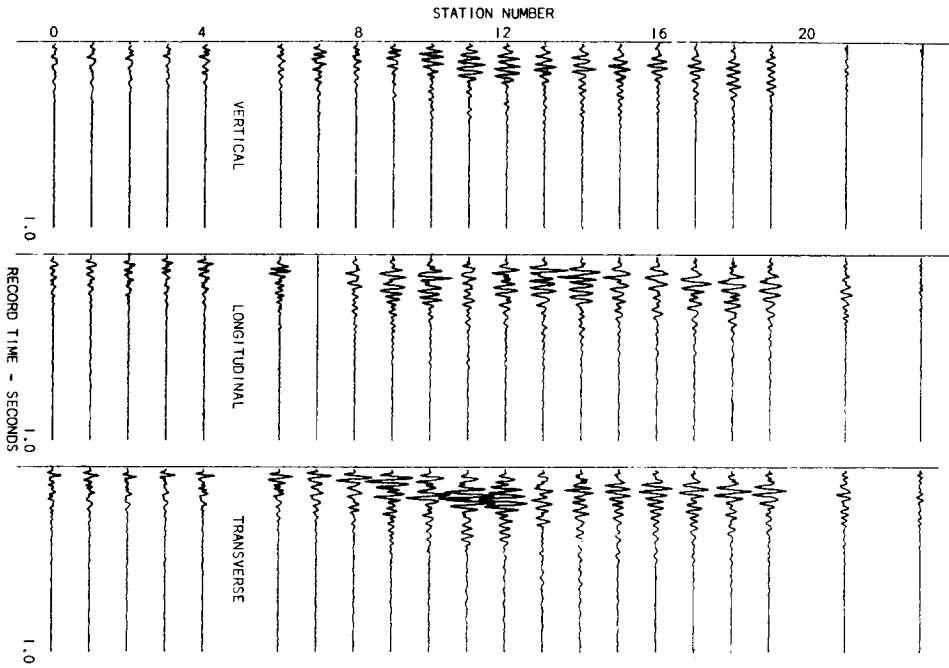 STATION NUMBER
0 4 8 12 16 20
VERTICAL
1.0
LONGITUDINAL
1.0
TRANSVERSE
1.0
RECORD TIME - SECONDS